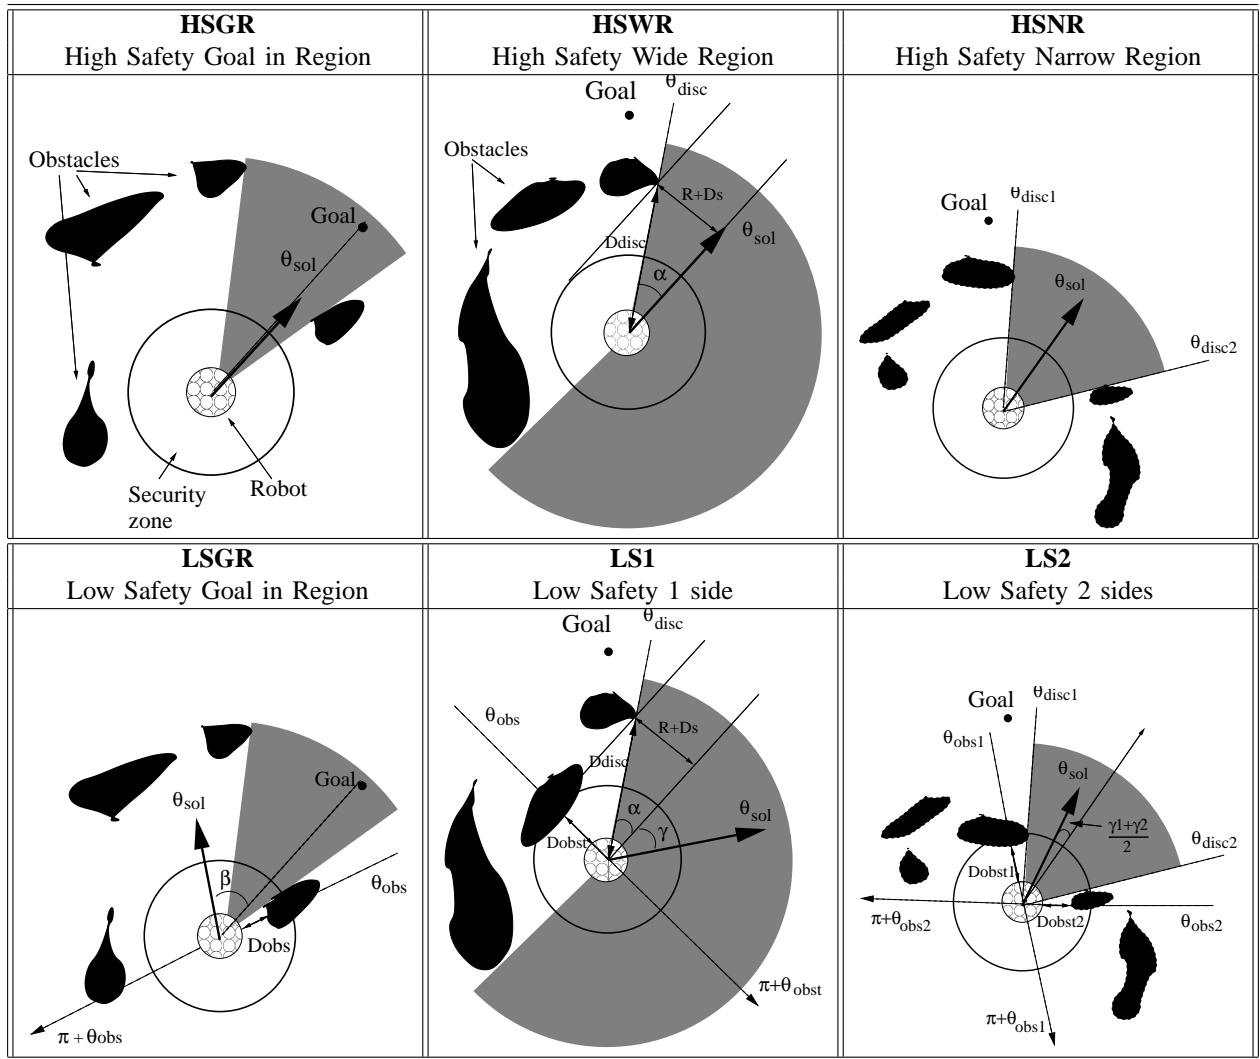 HSGR
High Safety Goal in Region
Obstacles
Goal
θsol
Security
zone
Robot
HSWR
High Safety Wide Region
Goal
θdisc
Obstacles
R+Ds
Ddisc
θsol
α
HSNR
High Safety Narrow Region
Goal
θdisc1
θsol
θdisc2
LSGR
Low Safety Goal in Region
Goal
θsol
β
θobs
Dobs
π + θobs
LS1
Low Safety 1 side
Goal
θdisc
θobs
R+Ds
Ddisc
α
γ
θsol
Dobst
π+θobst
LS2
Low Safety 2 sides
Goal
θdisc1
θobs1
θsol
γ1+γ2
2
θdisc2
Dobst1
Dobst2
π+θobs2
θobs2
π+θobs1